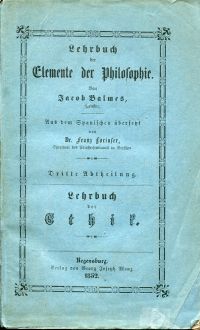 Lehrbuch
der
Elemente der Philosophie.
Von
Jacob Balmes,
Aus dem Spanischen übersetzt
von
Dr. Franz Lorinser,
Dritte Abtheilung.
Lehrbuch
der
Ethik.
Regensburg.
Verlag von Georg Joseph Manz
1852.